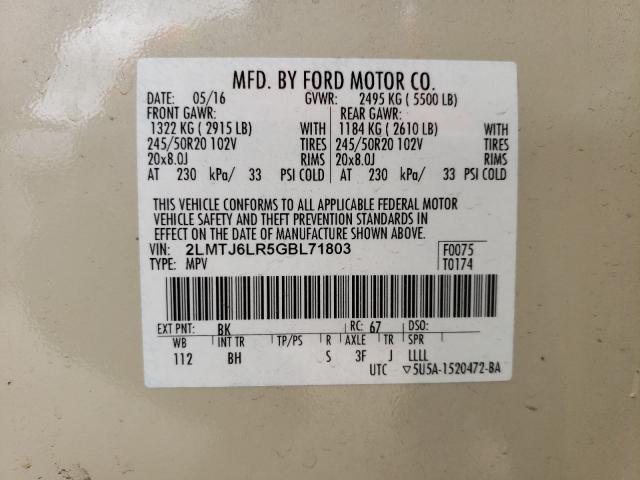 MFD. BY FORD MOTOR CO.
DATE: 05/16 GVWR: 2495 KG ( 5500 LB)
FRONT GAWR: REAR GAWR:
1322 KG ( 2915 LB) WITH 1184 KG ( 2610 LB) WITH
245/50R20 102V TIRES 245/50R20 102V TIRES
20x8.0J RIMS 20x8.0J RIMS
AT 230 kPa/ 33 PSI COLD AT 230 kPa/ 33 PSI COLD
THIS VEHICLE CONFORMS TO ALL APPLICABLE FEDERAL MOTOR
VEHICLE SAFETY AND THEFT PREVENTION STANDARDS IN
EFFECT ON THE DATE OF MANUFACTURE SHOWN ABOVE.
VIN: 2LMTJ6LR5GBL71803 F0075
TYPE: MPV T0174
EXT PNT: BK RC: 67 DSO:
WB INT TR TP/PS R AXLE TR SPR
112 BH S 3F J LLLL
UTC ▽5U5A-1520472-BA